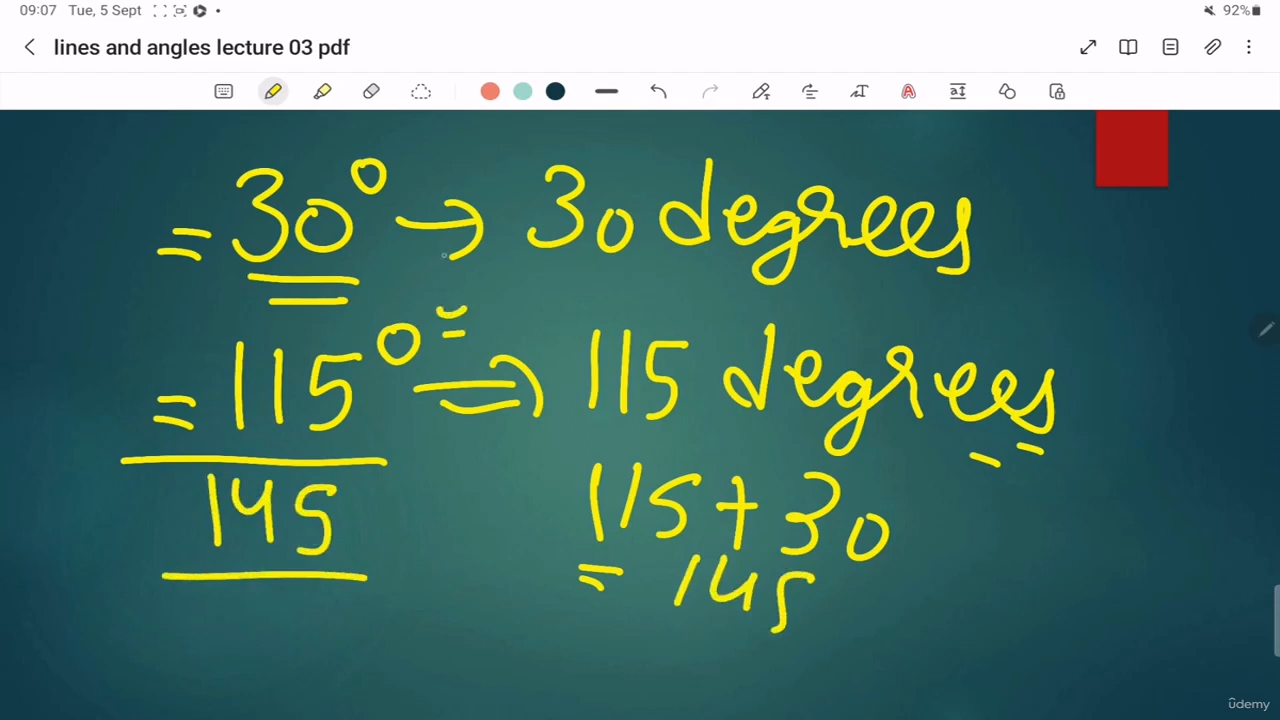 09:07 Tue, 5 Sept 92%
lines and angles lecture 03 pdf
= 30° → 30 degrees
= 115° ⇒ 115 degrees
145
115 + 30
= 145
ûdemy